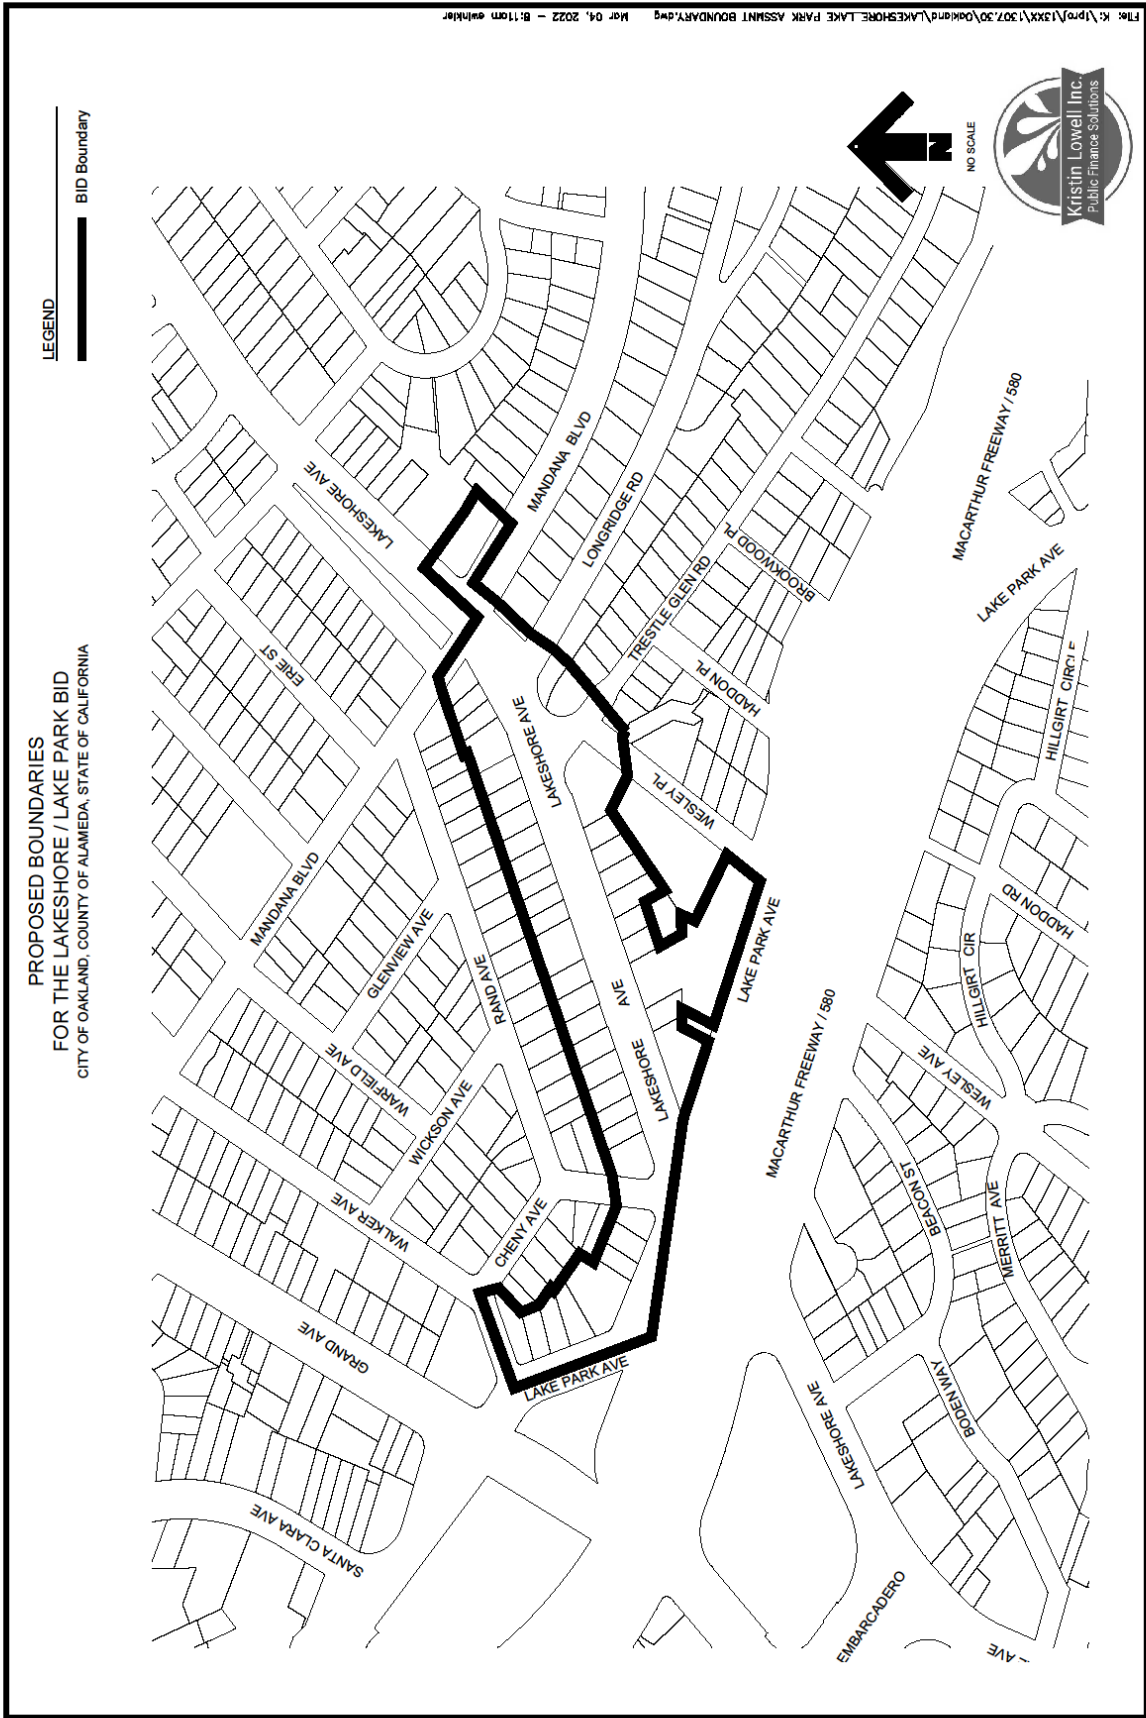 PROPOSED BOUNDARIES
FOR THE LAKESHORE / LAKE PARK BID
CITY OF OAKLAND, COUNTY OF ALAMEDA, STATE OF CALIFORNIA
LEGEND
BID Boundary
File: K:\1proj\13XX\1307.30\Oakland\LAKESHORE_LAKE PARK ASSMNT BOUNDARY.dwg Mar 04, 2022 - 8:11am ewinkler
N
NO SCALE
Kristin Lowell Inc.
Public Finance Solutions
LAKESHORE AVE
ERIE ST
MANDANA BLVD
MANDANA BLVD
LONGRIDGE RD
TRESTLE GLEN RD
BROOKWOOD PL
HADDON PL
WESLEY PL
LAKESHORE AVE
GLENVIEW AVE
RAND AVE
WARFIELD AVE
WICKSON AVE
WALKER AVE
CHENY AVE
GRAND AVE
SANTA CLARA AVE
LAKE PARK AVE
AVE
LAKESHORE
LAKE PARK AVE
MACARTHUR FREEWAY / 580
MACARTHUR FREEWAY / 580
LAKE PARK AVE
HILLGIRT CIRCLE
HADDON RD
HILLGIRT CIR
WESLEY AVE
BEACON ST
MERRITT AVE
BODEN WAY
LAKESHORE AVE
EMBARCADERO
AVE